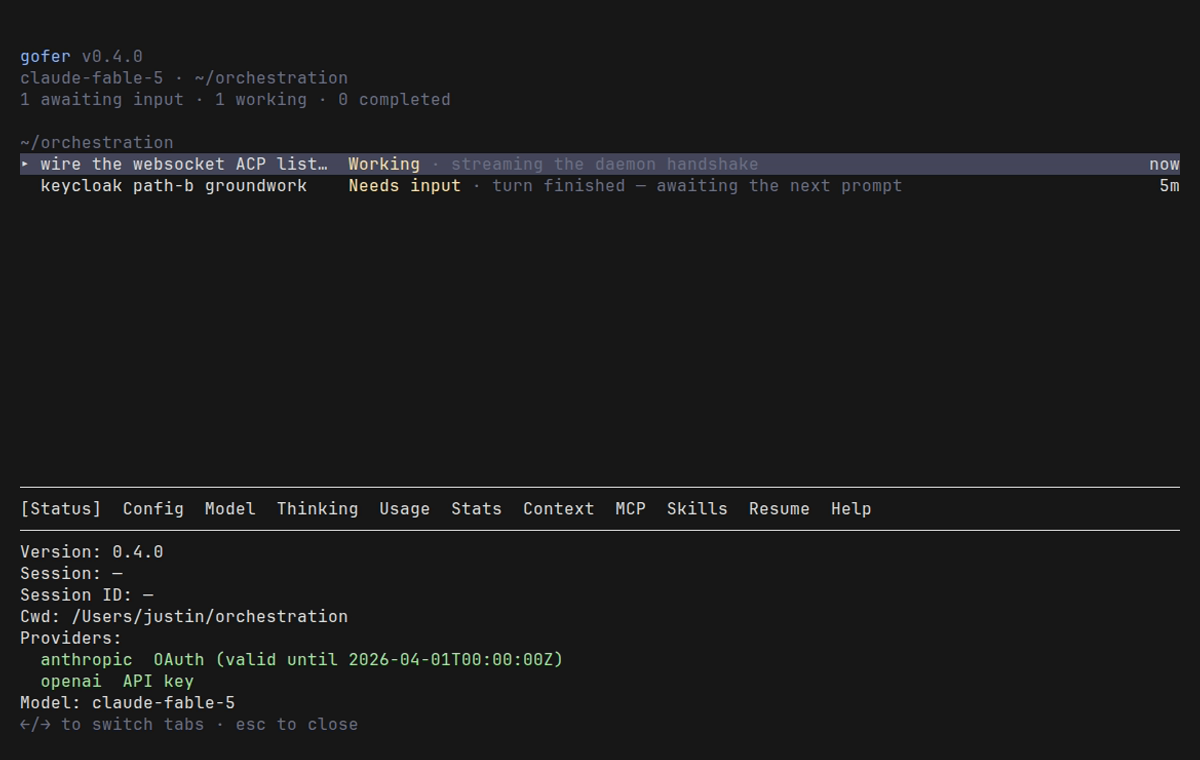 gofer v0.4.0
claude-fable-5 · ~/orchestration
1 awaiting input · 1 working · 0 completed
~/orchestration
▸ wire the websocket ACP list… Working · streaming the daemon handshake now
keycloak path-b groundwork Needs input · turn finished — awaiting the next prompt 5m
[Status] Config Model Thinking Usage Stats Context MCP Skills Resume Help
Version: 0.4.0
Session: —
Session ID: —
Cwd: /Users/justin/orchestration
Providers:
anthropic OAuth (valid until 2026-04-01T00:00:00Z)
openai API key
Model: claude-fable-5
←/→ to switch tabs · esc to close